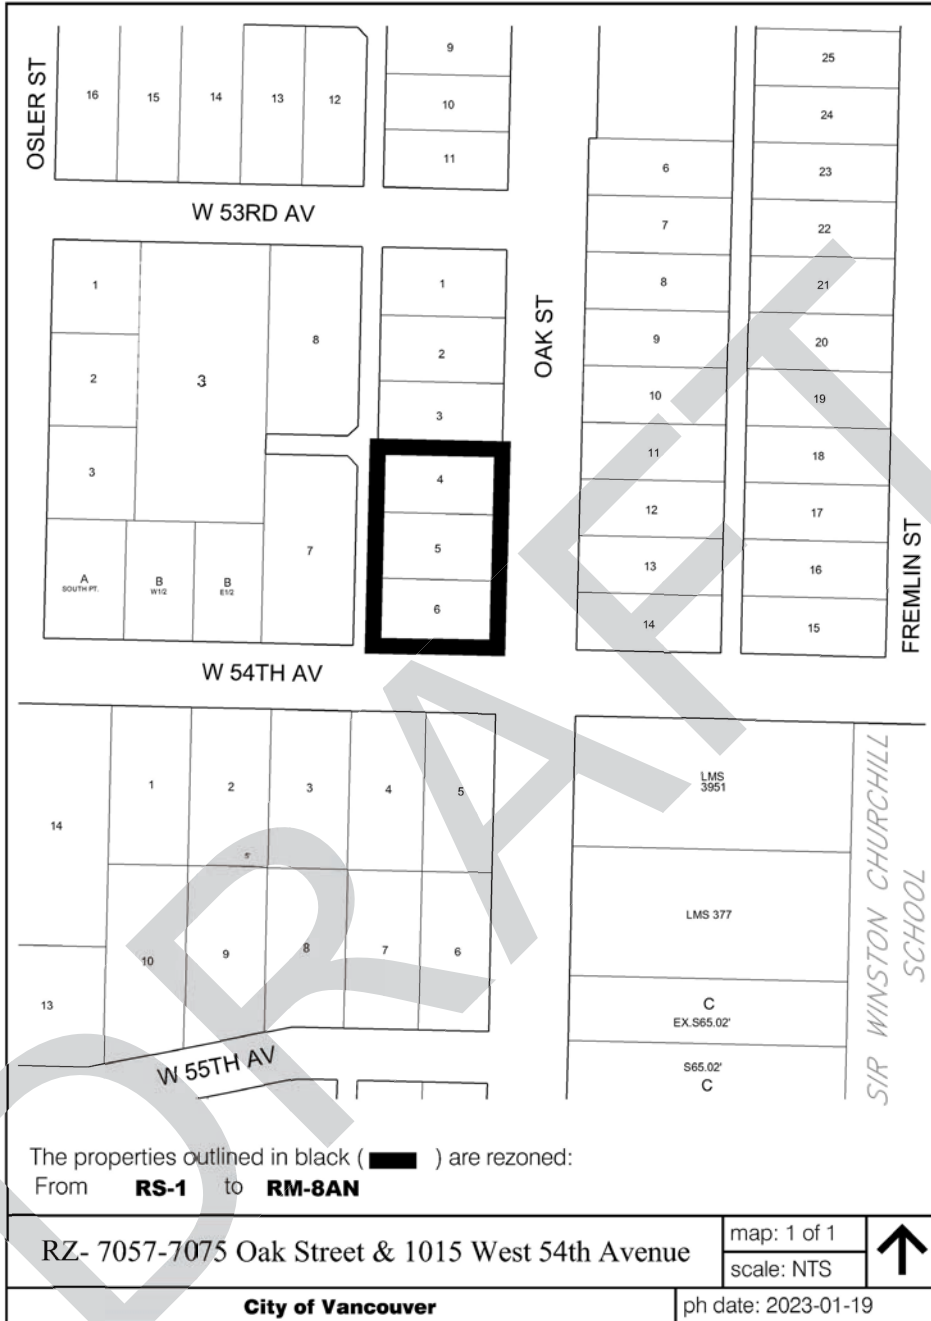 OSLER ST
16
15
14
13
12
9
10
11
25
24
23
22
21
20
19
18
17
16
15
6
7
8
9
10
11
12
13
14
W 53RD AV
OAK ST
FREMLIN ST
1
2
3
3
8
7
A
SOUTH PT.
B
W1/2
B
E1/2
1
2
3
4
5
6
W 54TH AV
14
13
1
2
3
4
5
10
9
8
7
6
W 55TH AV
LMS
3951
LMS 377
C
EX.S65.02'
S65.02'
C
SIR WINSTON CHURCHILL
SCHOOL
DRAFT
The properties outlined in black ( ) are rezoned:
From RS-1 to RM-8AN
RZ- 7057-7075 Oak Street & 1015 West 54th Avenue
map: 1 of 1
scale: NTS
City of Vancouver
ph date: 2023-01-19